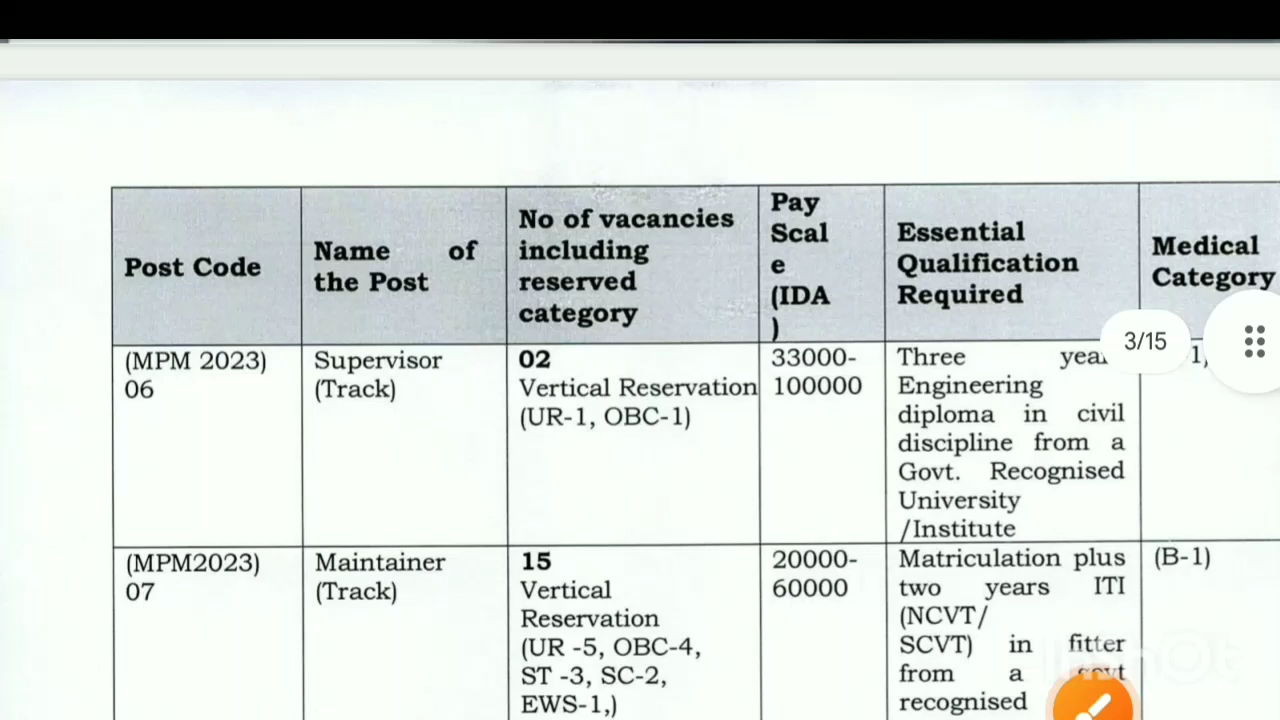 Post Code
Name of
the Post
No of vacancies
including
reserved
category
Pay
Scal
e
(IDA
)
Essential
Qualification
Required
Medical
Category
(MPM 2023)
06
Supervisor
(Track)
02
Vertical Reservation
(UR-1, OBC-1)
33000-
100000
Three
Engineering
diploma in civil
discipline from a
Govt. Recognised
University
/Institute
3/15
(MPM2023)
07
Maintainer
(Track)
15
Vertical
Reservation
(UR -5, OBC-4,
ST -3, SC-2,
EWS-1,)
20000-
60000
Matriculation plus
two years ITI
(NCVT/
SCVT) in fitter
from a govt
recognised
(B-1)
InShOt